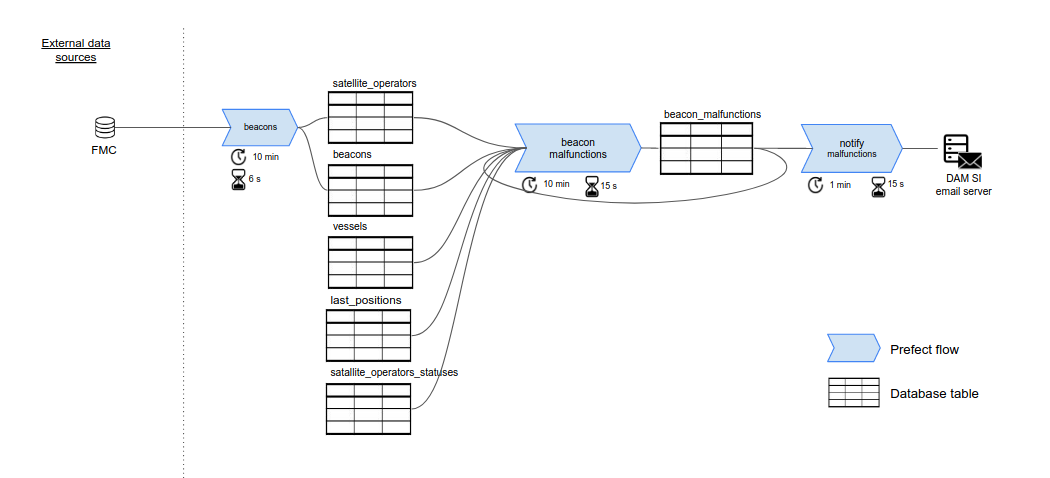 External data
sources
FMC
beacons
10 min
6 s
satellite_operators
beacons
vessels
last_positions
satallite_operators_statuses
beacon
malfunctions
10 min
15 s
beacon_malfunctions
notify
malfunctions
1 min
15 s
DAM SI
email server
Prefect flow
Database table